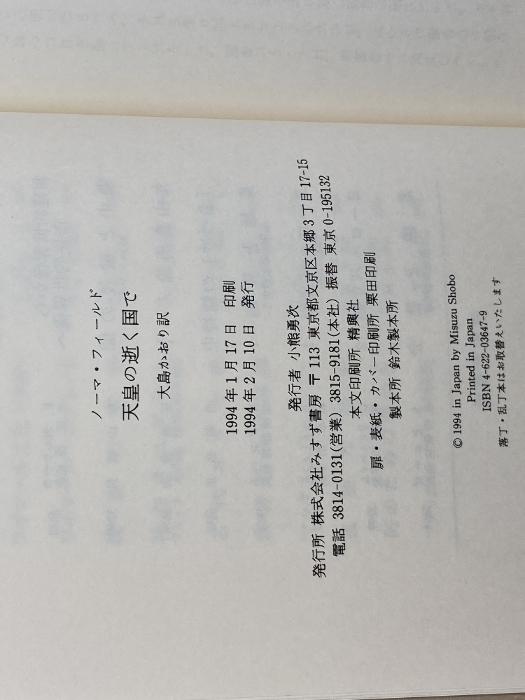 ノーマ・フィールド
天皇の逝く国で
大島かおり訳
1994年1月17日 印刷
1994年2月10日 発行
発行者 小熊勇次
発行所 株式会社みすず書房 〒113 東京都文京区本郷3丁目17-15
電話 3814-0131(営業) 3815-9181(本社) 振替 東京0-195132
本文印刷所 精興社
扉・表紙・カバー印刷所 栗田印刷
製本所 鈴木製本所
© 1994 in Japan by Misuzu Shobo
Printed in Japan
ISBN 4-622-03647-9
落丁・乱丁本はお取替えいたします